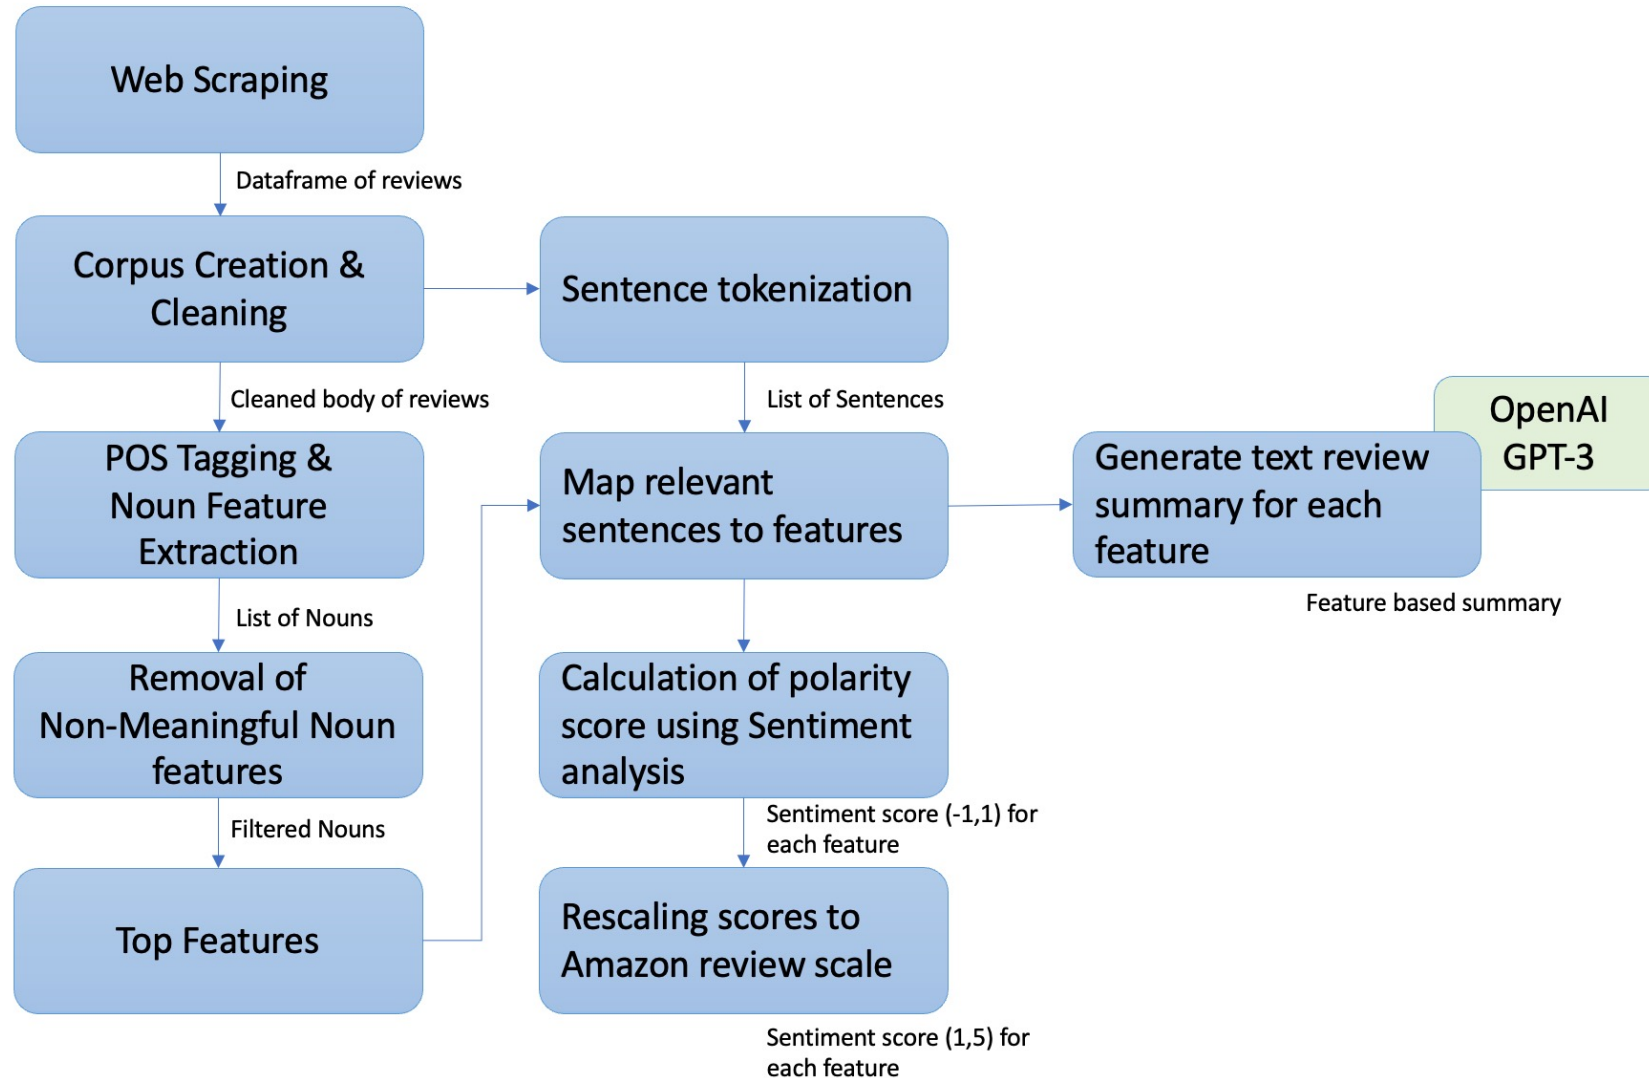 Web Scraping
Dataframe of reviews
Corpus Creation &
Cleaning
Cleaned body of reviews
POS Tagging &
Noun Feature
Extraction
List of Nouns
Removal of
Non-Meaningful Noun
features
Filtered Nouns
Top Features
Sentence tokenization
List of Sentences
Map relevant
sentences to features
Calculation of polarity
score using Sentiment
analysis
Sentiment score (-1,1) for
each feature
Rescaling scores to
Amazon review scale
Sentiment score (1,5) for
each feature
OpenAI
GPT-3
Generate text review
summary for each
feature
Feature based summary